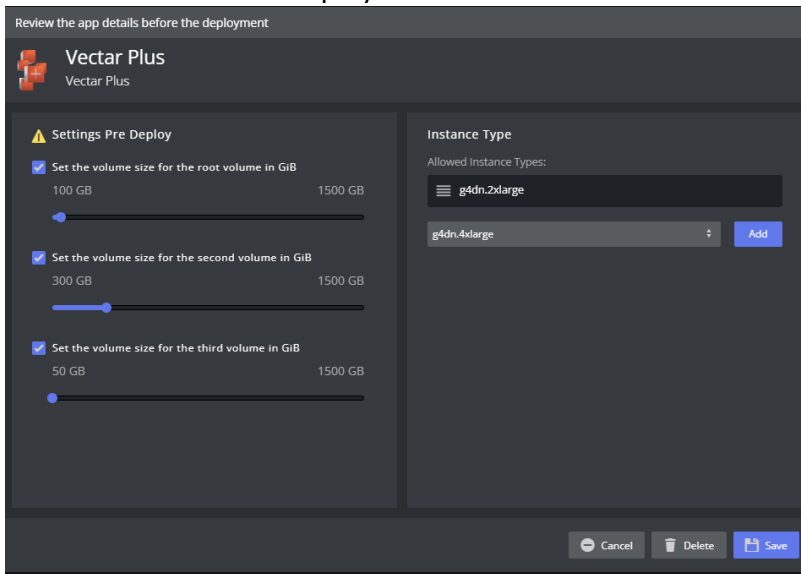 Review the app details before the deployment
Vectar Plus
Vectar Plus
Settings Pre Deploy
Set the volume size for the root volume in GiB
100 GB 1500 GB
Set the volume size for the second volume in GiB
300 GB 1500 GB
Set the volume size for the third volume in GiB
50 GB 1500 GB
Instance Type
Allowed Instance Types:
g4dn.2xlarge
g4dn.4xlarge Add
Cancel Delete Save